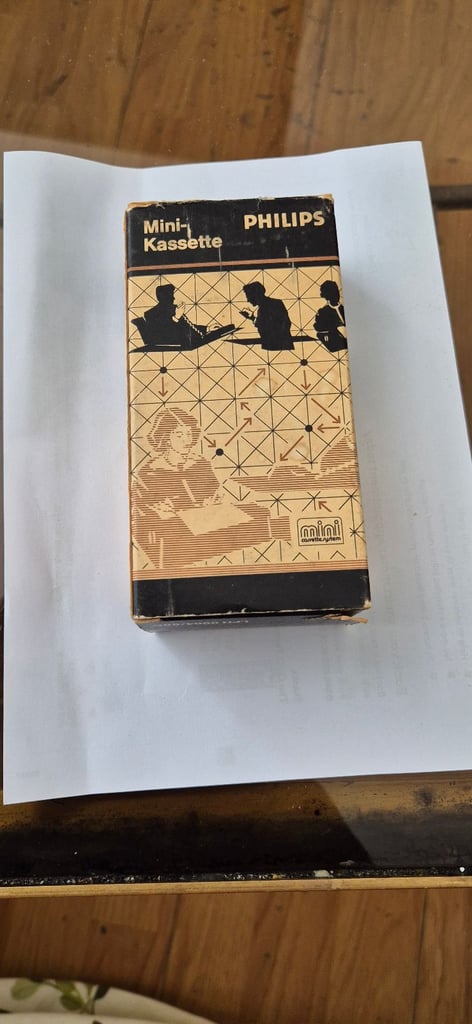 Mini-
Kassette
PHILIPS
mini
cassette system